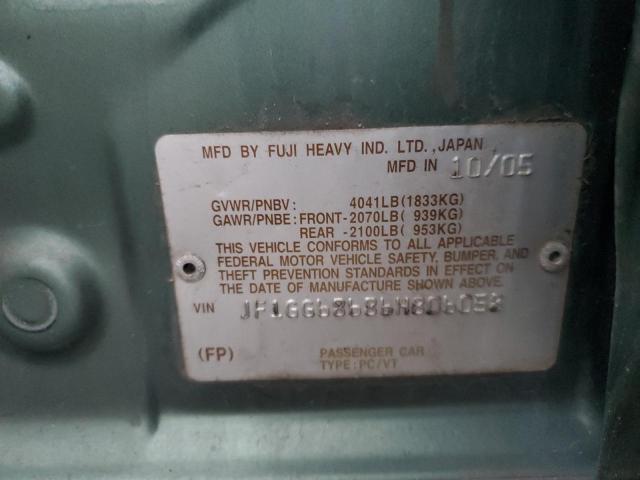 MFD BY FUJI HEAVY IND. LTD., JAPAN
MFD IN 10/05
GVWR/PNBV : 4041LB(1833KG)
GAWR/PNBE : FRONT-2070LB( 939KG)
REAR -2100LB( 953KG)
THIS VEHICLE CONFORMS TO ALL APPLICABLE
FEDERAL MOTOR VEHICLE SAFETY, BUMPER, AND
THEFT PREVENTION STANDARDS IN EFFECT ON
THE DATE OF MANUFACTURE SHOWN ABOVE.
VIN JF1GG68686H806058
(FP) PASSENGER CAR
TYPE: PC/VT